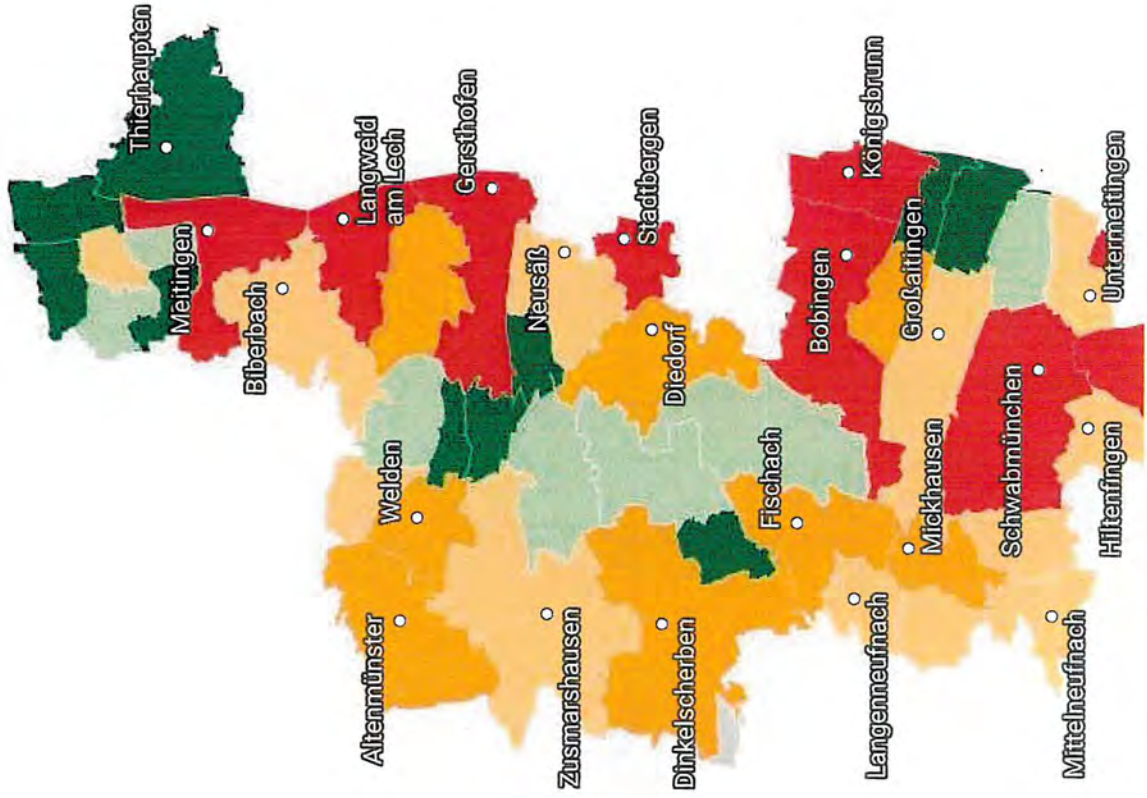 Thierhaupten
Meitingen
Langweid
am Lech
Biberbach
Gersthofen
Welden
Altenmünster
Neusäß
Stadtbergen
Zusmarshausen
Diedorf
Dinkelscherben
Fischach
Königsbrunn
Bobingen
Großaitingen
Mickhausen
Langenneufnach
Schwabmünchen
Untermeitingen
Hiltenfingen
Mittelneufnach